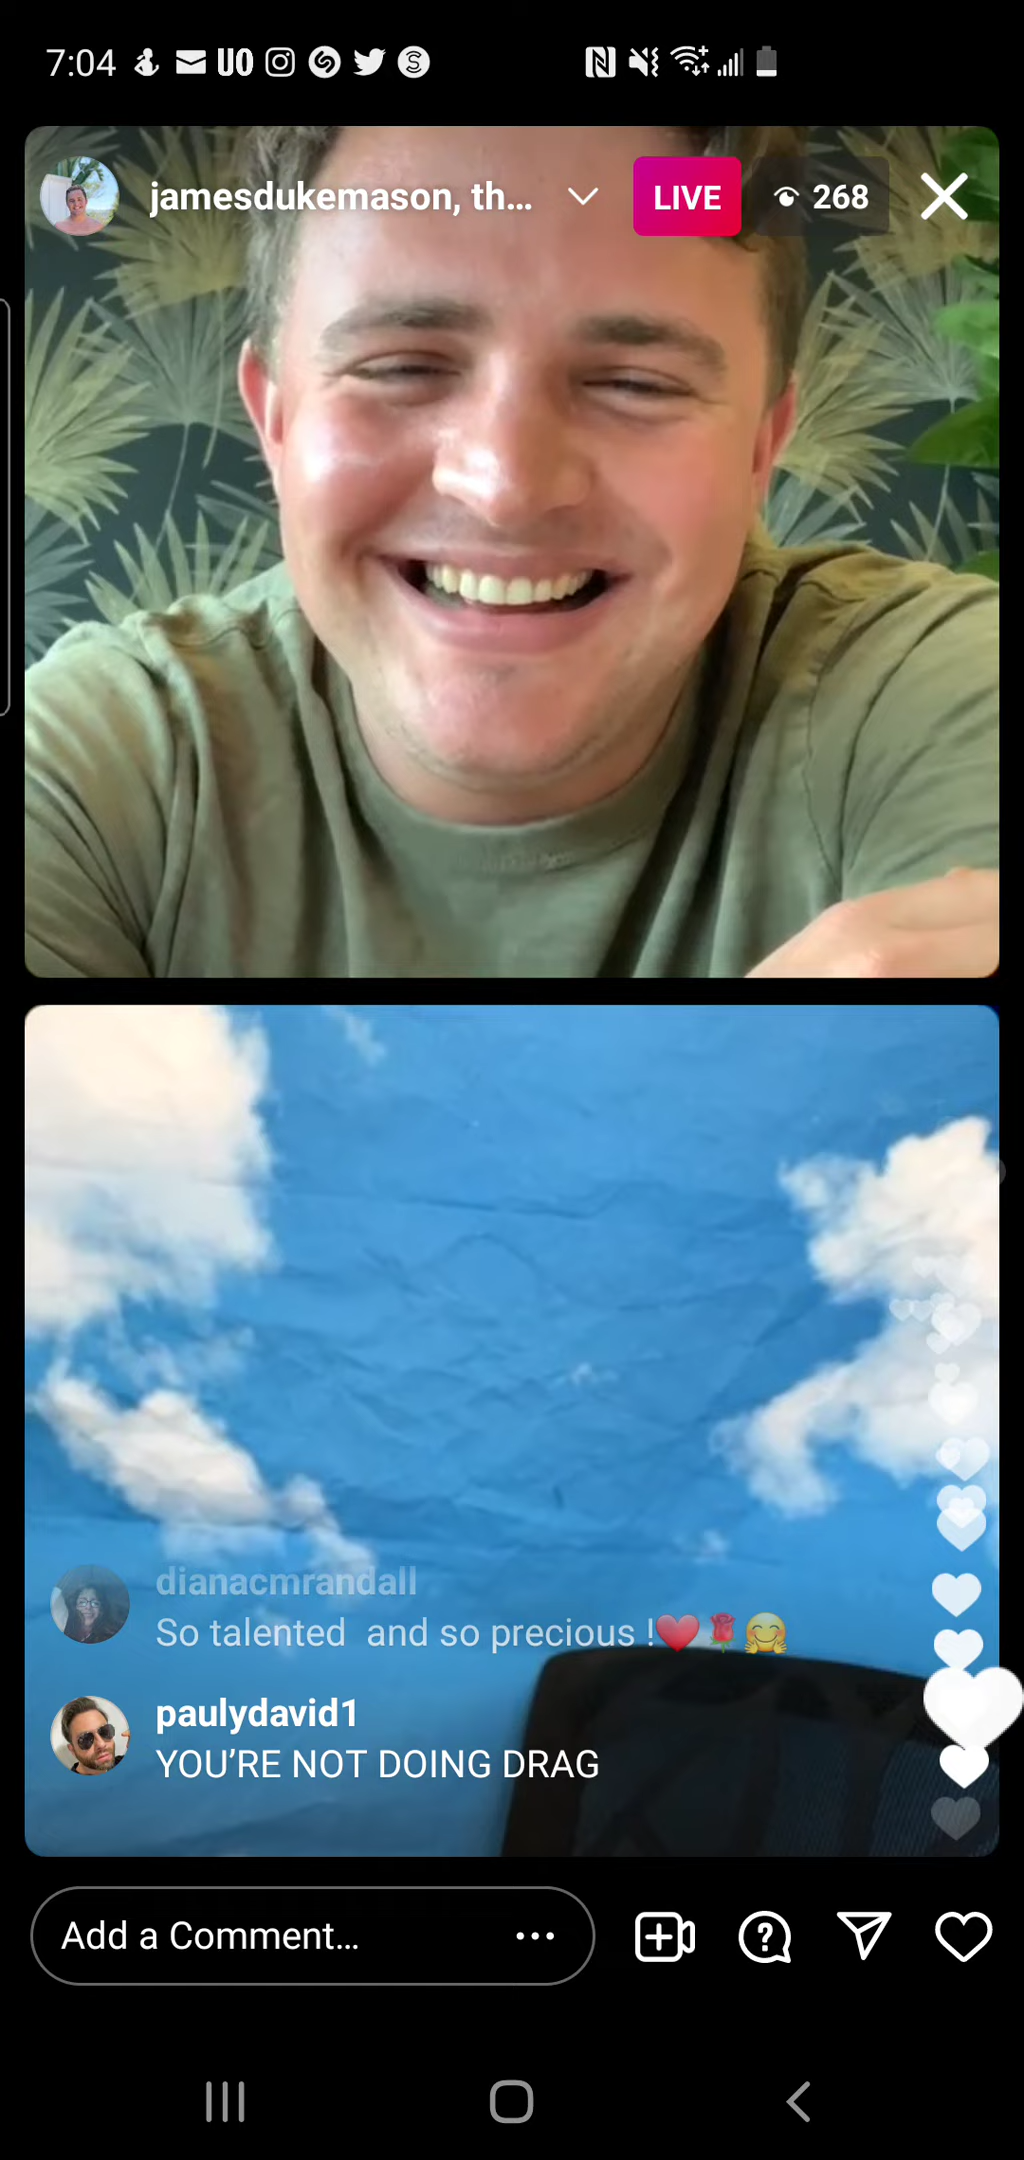 7:04 UO
jamesdukemason, th... LIVE 268
dianacmrandall
So talented and so precious !❤️🌹🤗
paulydavid1
YOU’RE NOT DOING DRAG
Add a Comment...